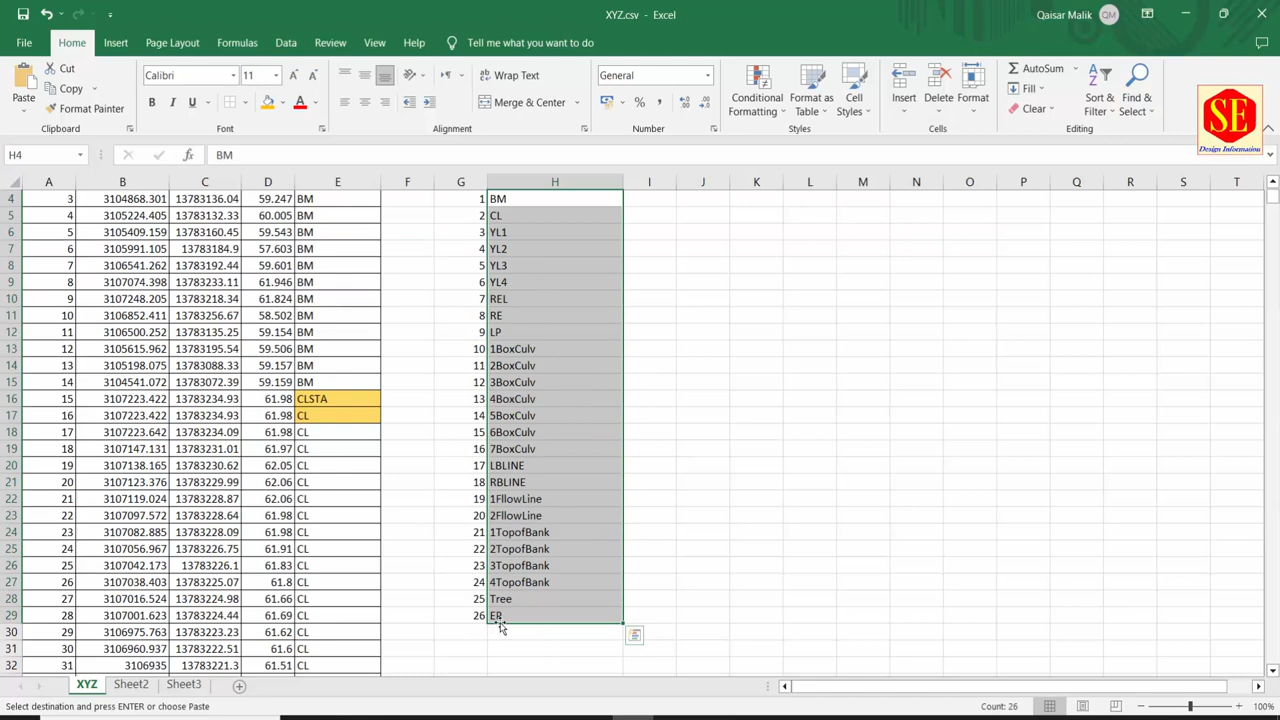 XYZ.csv - Excel
Qaisar Malik QM
File Home Insert Page Layout Formulas Data Review View Help Tell me what you want to do
Paste
Cut
Copy
Format Painter
Clipboard
Calibri 11
B I U
Font
Wrap Text
Merge & Center
Alignment
General
Number
Conditional Formatting
Format as Table
Cell Styles
Styles
Insert
Delete
Format
Cells
AutoSum
Fill
Clear
Sort & Filter
Find & Select
Editing
SE
Design Information
H4 fx BM
A B C D E F G H I J K L M N O P Q R S T
4 3 3104868.301 13783136.04 59.247 BM 1 BM
5 4 3105224.405 13783132.33 60.005 BM 2 CL
6 5 3105409.159 13783160.45 59.543 BM 3 YL1
7 6 3105991.105 13783184.9 57.603 BM 4 YL2
8 7 3106541.262 13783192.44 59.601 BM 5 YL3
9 8 3107074.398 13783233.11 61.946 BM 6 YL4
10 9 3107248.205 13783218.34 61.824 BM 7 REL
11 10 3106852.411 13783256.67 58.502 BM 8 RE
12 11 3106500.252 13783135.25 59.154 BM 9 LP
13 12 3105615.962 13783195.54 59.506 BM 10 1BoxCulv
14 13 3105198.075 13783088.33 59.157 BM 11 2BoxCulv
15 14 3104541.072 13783072.39 59.159 BM 12 3BoxCulv
16 15 3107223.422 13783234.93 61.98 CLSTA 13 4BoxCulv
17 16 3107223.422 13783234.93 61.98 CL 14 5BoxCulv
18 17 3107223.642 13783234.09 61.98 CL 15 6BoxCulv
19 18 3107147.131 13783231.01 61.97 CL 16 7BoxCulv
20 19 3107138.165 13783230.62 62.05 CL 17 LBLINE
21 20 3107123.376 13783229.99 62.06 CL 18 RBLINE
22 21 3107119.024 13783228.87 62.06 CL 19 1FllowLine
23 22 3107097.572 13783228.64 61.98 CL 20 2FllowLine
24 23 3107082.885 13783228.09 61.98 CL 21 1TopofBank
25 24 3107056.967 13783226.75 61.91 CL 22 2TopofBank
26 25 3107042.173 13783226.1 61.83 CL 23 3TopofBank
27 26 3107038.403 13783225.07 61.8 CL 24 4TopofBank
28 27 3107016.524 13783224.98 61.66 CL 25 Tree
29 28 3107001.623 13783224.44 61.69 CL 26 ER
30 29 3106975.763 13783223.23 61.62 CL
31 30 3106960.937 13783222.51 61.6 CL
32 31 3106935 13783221.3 61.51 CL
XYZ Sheet2 Sheet3
Select destination and press ENTER or choose Paste Count: 26 100%